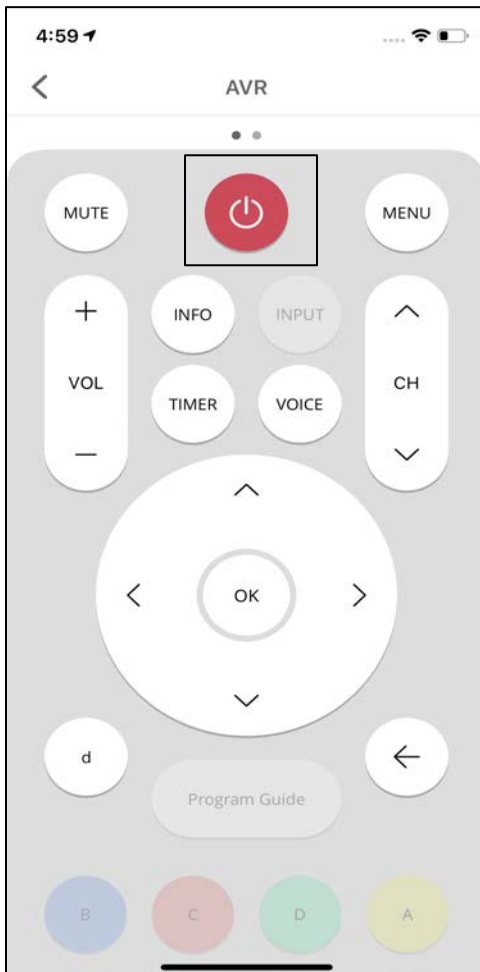 4:59
AVR
MUTE
MENU
INFO
INPUT
VOL
CH
TIMER
VOICE
OK
d
Program Guide
B
C
D
A